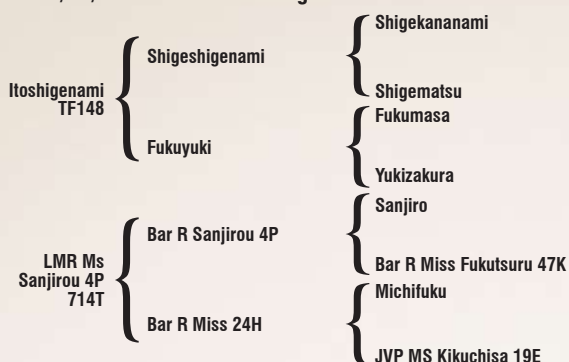 Shigekananami
Shigeshigenami
Itoshigenami
TF148
Shigematsu
Fukumasa
Fukuyuki
Yukizakura
Sanjiro
Bar R Sanjirou 4P
LMR Ms
Sanjirou 4P
714T
Bar R Miss Fukutsuru 47K
Michifuku
Bar R Miss 24H
JVP MS Kikuchisa 19E